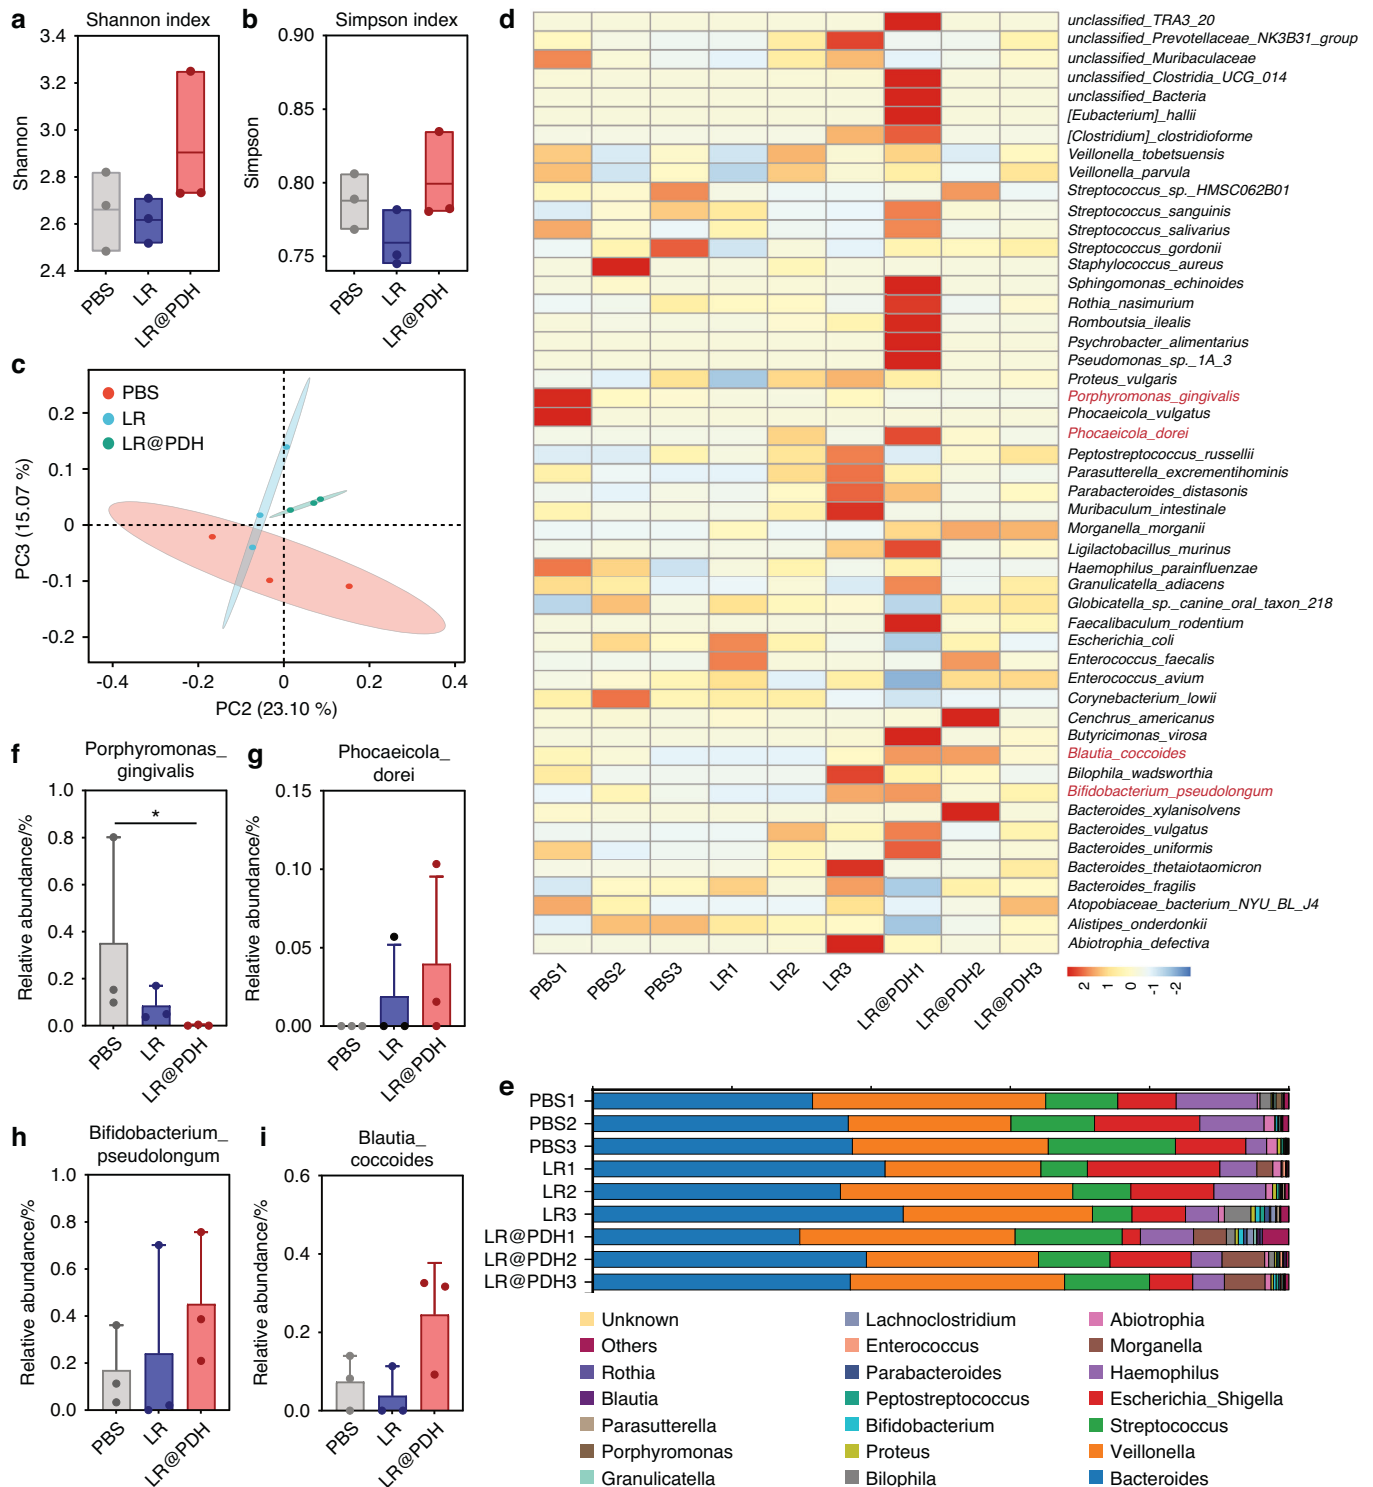 a
Shannon index
Shannon
3.4
3.2
3.0
2.8
2.6
2.4
PBS
LR
LR@PDH
b
Simpson index
Simpson
0.90
0.85
0.80
0.75
PBS
LR
LR@PDH
c
PBS
LR
LR@PDH
PC3 (15.07 %)
0.2
0.1
0
-0.1
-0.2
-0.4
-0.2
0
0.2
0.4
PC2 (23.10 %)
d
unclassified_TRA3_20
unclassified_Prevotellaceae_NK3B31_group
unclassified_Muribaculaceae
unclassified_Clostridia_UCG_014
unclassified_Bacteria
[Eubacterium]_hallii
[Clostridium]_clostridioforme
Veillonella_tobetsuensis
Veillonella_parvula
Streptococcus_sp._HMSC062B01
Streptococcus_sanguinis
Streptococcus_salivarius
Streptococcus_gordonii
Staphylococcus_aureus
Sphingomonas_echinoides
Rothia_nasimurium
Romboutsia_ilealis
Psychrobacter_alimentarius
Pseudomonas_sp._1A_3
Proteus_vulgaris
Porphyromonas_gingivalis
Phocaeicola_vulgatus
Phocaeicola_dorei
Peptostreptococcus_russellii
Parasutterella_excrementihominis
Parabacteroides_distasonis
Muribaculum_intestinale
Morganella_morganii
Ligilactobacillus_murinus
Haemophilus_parainfluenzae
Granulicatella_adiacens
Globicatella_sp._canine_oral_taxon_218
Faecalibaculum_rodentium
Escherichia_coli
Enterococcus_faecalis
Enterococcus_avium
Corynebacterium_lowii
Cenchrus_americanus
Butyricimonas_virosa
Blautia_coccoides
Bilophila_wadsworthia
Bifidobacterium_pseudolongum
Bacteroides_xylanisolvens
Bacteroides_vulgatus
Bacteroides_uniformis
Bacteroides_thetaiotaomicron
Bacteroides_fragilis
Atopobiaceae_bacterium_NYU_BL_J4
Alistipes_onderdonkii
Abiotrophia_defectiva
PBS1
PBS2
PBS3
LR1
LR2
LR3
LR@PDH1
LR@PDH2
LR@PDH3
2 1 0 -1 -2
f
Porphyromonas_
gingivalis
Relative abundance/%
1.0
0.8
0.6
0.4
0.2
0.0
*
PBS
LR
LR@PDH
g
Phocaeicola_
dorei
Relative abundance/%
0.15
0.10
0.05
0.00
PBS
LR
LR@PDH
h
Bifidobacterium_
pseudolongum
Relative abundance/%
1.0
0.8
0.6
0.4
0.2
0.0
PBS
LR
LR@PDH
i
Blautia_
coccoides
Relative abundance/%
0.6
0.4
0.2
0.0
PBS
LR
LR@PDH
e
PBS1
PBS2
PBS3
LR1
LR2
LR3
LR@PDH1
LR@PDH2
LR@PDH3
Unknown
Others
Rothia
Blautia
Parasutterella
Porphyromonas
Granulicatella
Lachnoclostridium
Enterococcus
Parabacteroides
Peptostreptococcus
Bifidobacterium
Proteus
Bilophila
Abiotrophia
Morganella
Haemophilus
Escherichia_Shigella
Streptococcus
Veillonella
Bacteroides